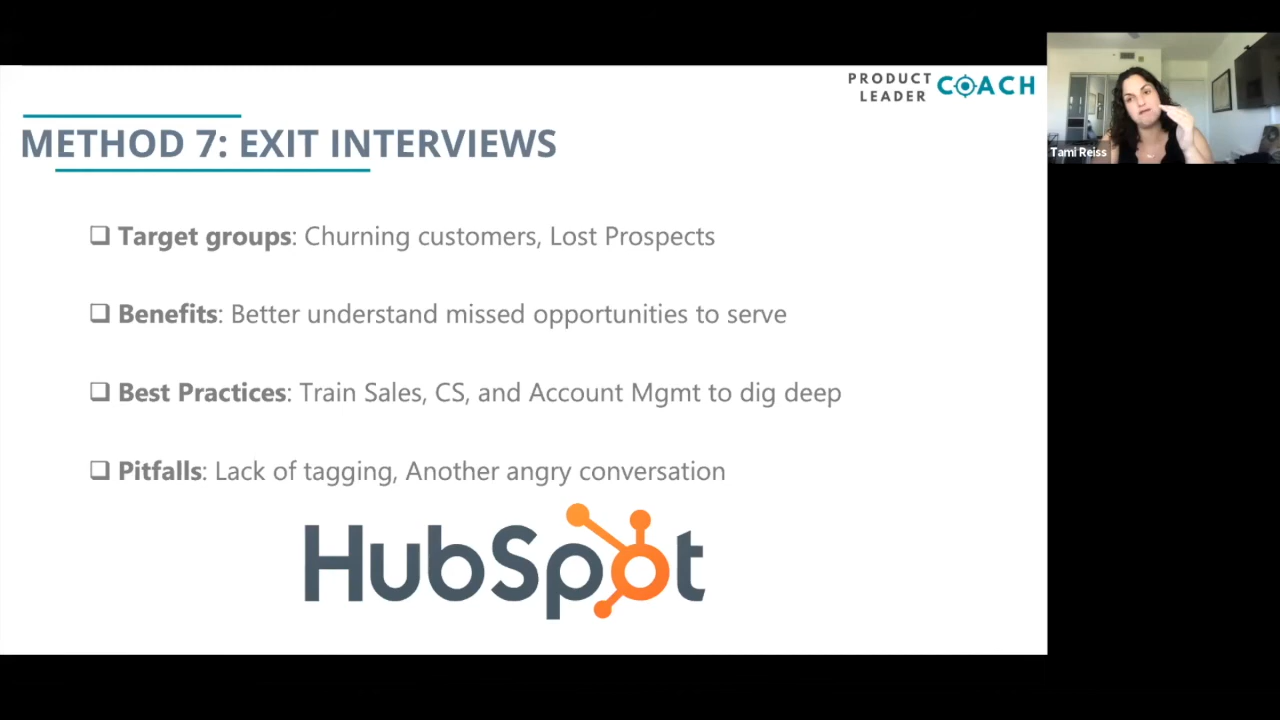 PRODUCT
LEADER COACH
Tami Reiss
METHOD 7: EXIT INTERVIEWS
Target groups: Churning customers, Lost Prospects
Benefits: Better understand missed opportunities to serve
Best Practices: Train Sales, CS, and Account Mgmt to dig deep
Pitfalls: Lack of tagging, Another angry conversation
HubSpot